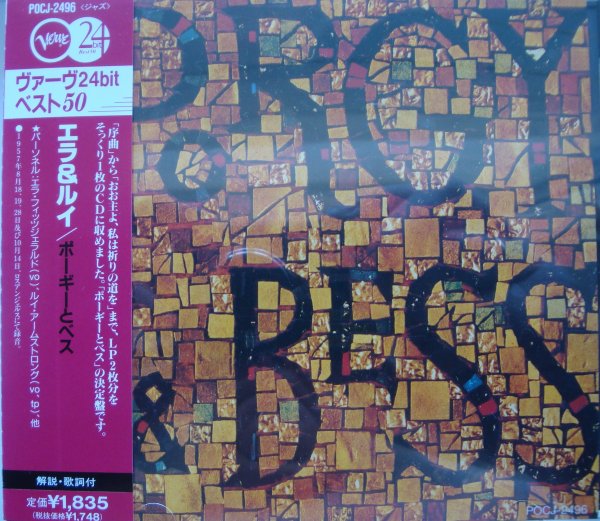 POCJ-2496 〈ジャズ〉
Verve
24
bit
ヴァーヴ24bit
ベスト50
エラ&ルイ/ポーギーとベス
「序曲」から「おお主よ、私は祈りの道を」まで、LP2枚分を
そっくり1枚のCDに収めました。「ポーギーとベス」の決定盤です。
★パーソネル・エラ・フィッツジェラルド(vo)、ルイ・アームストロング(vo、tp)、他
●1957年8月18、19、28日及び10月14日、ロスアンジェルスにて録音。
解説・歌詞付
定価¥1,835
(税抜価格¥1,748)
PORGY
& BESS
POCJ-2496